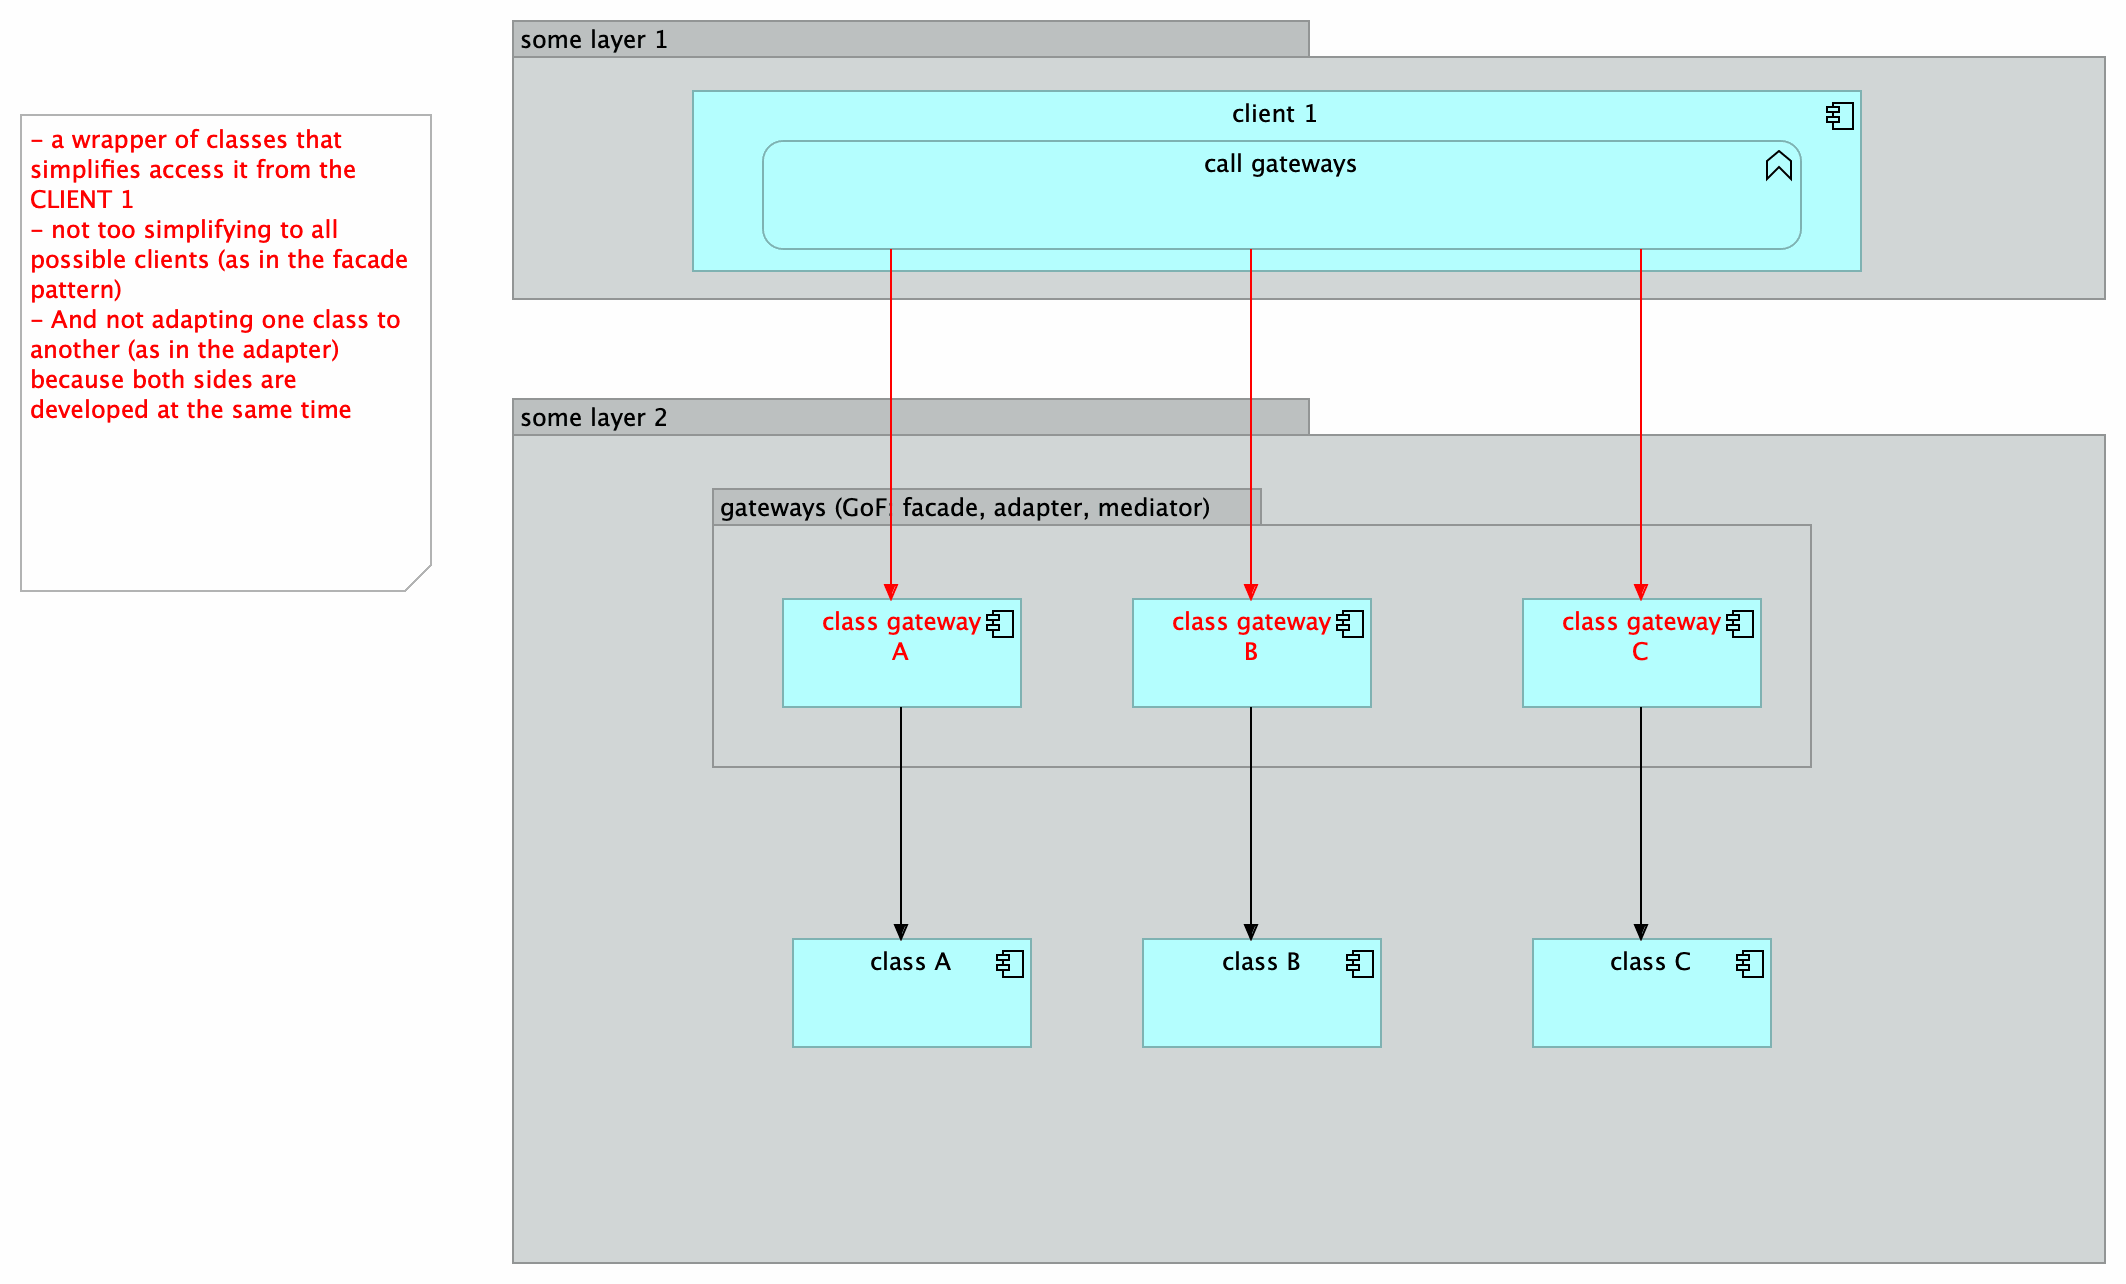 some layer 1
client 1
call gateways
– a wrapper of classes that
simplifies access it from the
CLIENT 1
– not too simplifying to all
possible clients (as in the facade
pattern)
– And not adapting one class to
another (as in the adapter)
because both sides are
developed at the same time
some layer 2
gateways (GoF: facade, adapter, mediator)
class gateway
A
class gateway
B
class gateway
C
class A
class B
class C